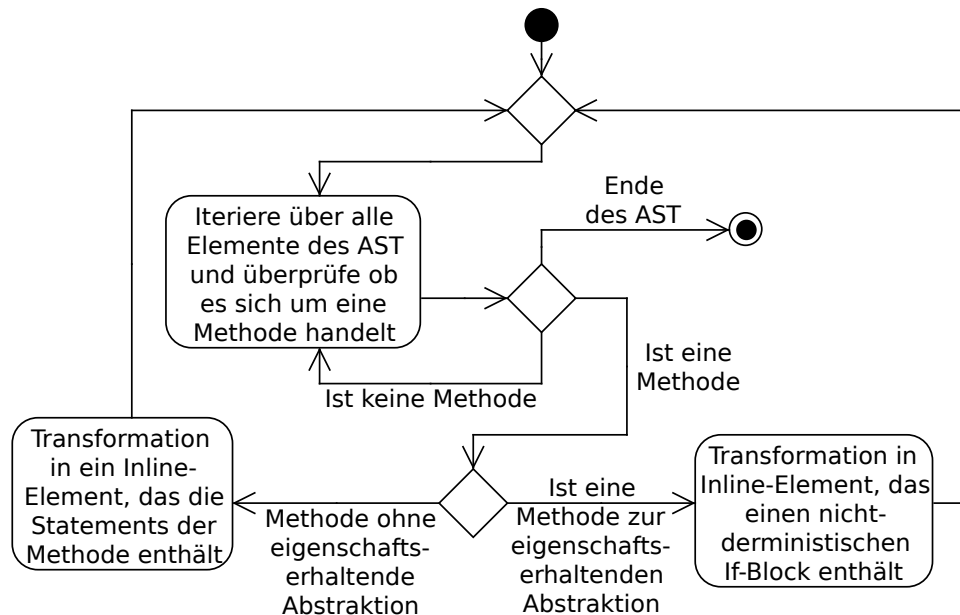 Ende
des AST
Iteriere über alle
Elemente des AST
und überprüfe ob
es sich um eine
Methode handelt
Ist eine
Methode
Ist keine Methode
Transformation
in ein Inline-
Element, das die
Statements der
Methode enthält
Methode ohne
eigenschafts-
erhaltende
Abstraktion
Ist eine
Methode zur
eigenschafts-
erhaltenden
Abstraktion
Transformation in
Inline-Element, das
einen nicht-
derministischen
If-Block enthält